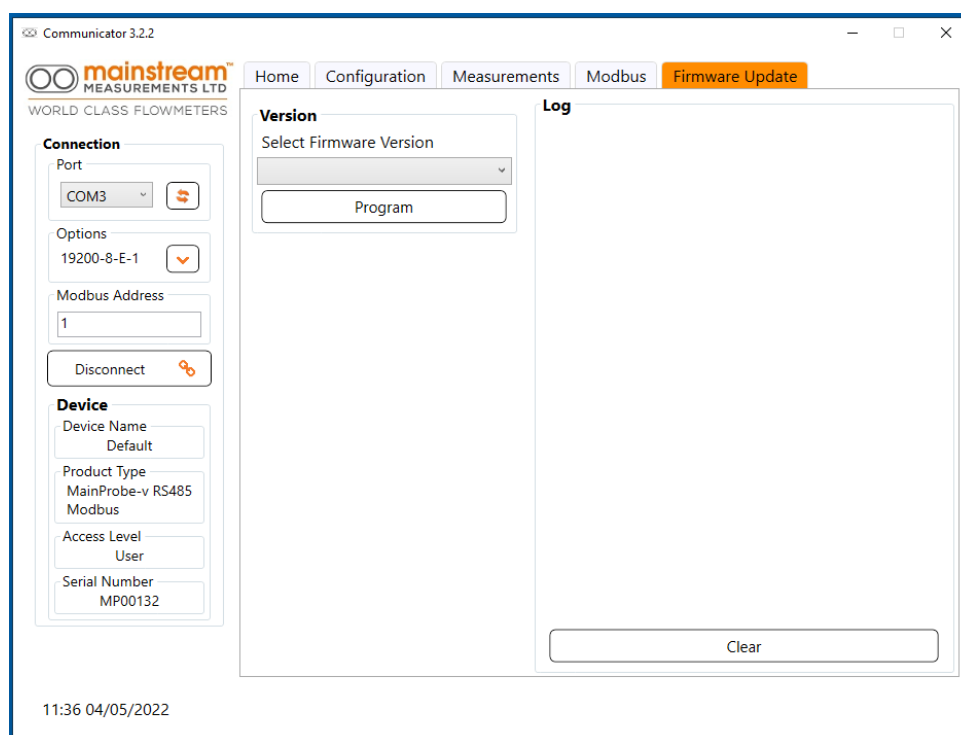 Communicator 3.2.2
mainstream™
MEASUREMENTS LTD
WORLD CLASS FLOWMETERS
Connection
Port
COM3
Options
19200-8-E-1
Modbus Address
1
Disconnect
Device
Device Name
Default
Product Type
MainProbe-v RS485
Modbus
Access Level
User
Serial Number
MP00132
11:36 04/05/2022
Home Configuration Measurements Modbus Firmware Update
Version
Select Firmware Version
Program
Log
Clear